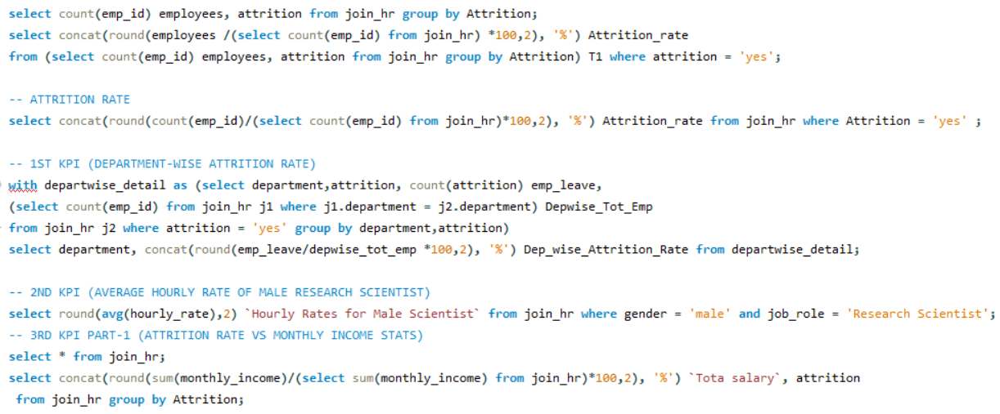 select count(emp_id) employees, attrition from join_hr group by Attrition;
select concat(round(employees /(select count(emp_id) from join_hr) *100,2), '%') Attrition_rate
from (select count(emp_id) employees, attrition from join_hr group by Attrition) T1 where attrition = 'yes';
-- ATTRITION RATE
select concat(round(count(emp_id)/(select count(emp_id) from join_hr)*100,2), '%') Attrition_rate from join_hr where Attrition = 'yes' ;
-- 1ST KPI (DEPARTMENT-WISE ATTRITION RATE)
with departwise_detail as (select department,attrition, count(attrition) emp_leave,
(select count(emp_id) from join_hr j1 where j1.department = j2.department) Depwise_Tot_Emp
from join_hr j2 where attrition = 'yes' group by department,attrition)
select department, concat(round(emp_leave/depwise_tot_emp *100,2), '%') Dep_wise_Attrition_Rate from departwise_detail;
-- 2ND KPI (AVERAGE HOURLY RATE OF MALE RESEARCH SCIENTIST)
select round(avg(hourly_rate),2) `Hourly Rates for Male Scientist` from join_hr where gender = 'male' and job_role = 'Research Scientist';
-- 3RD KPI PART-1 (ATTRITION RATE VS MONTHLY INCOME STATS)
select * from join_hr;
select concat(round(sum(monthly_income)/(select sum(monthly_income) from join_hr)*100,2), '%') `Tota salary`, attrition
from join_hr group by Attrition;